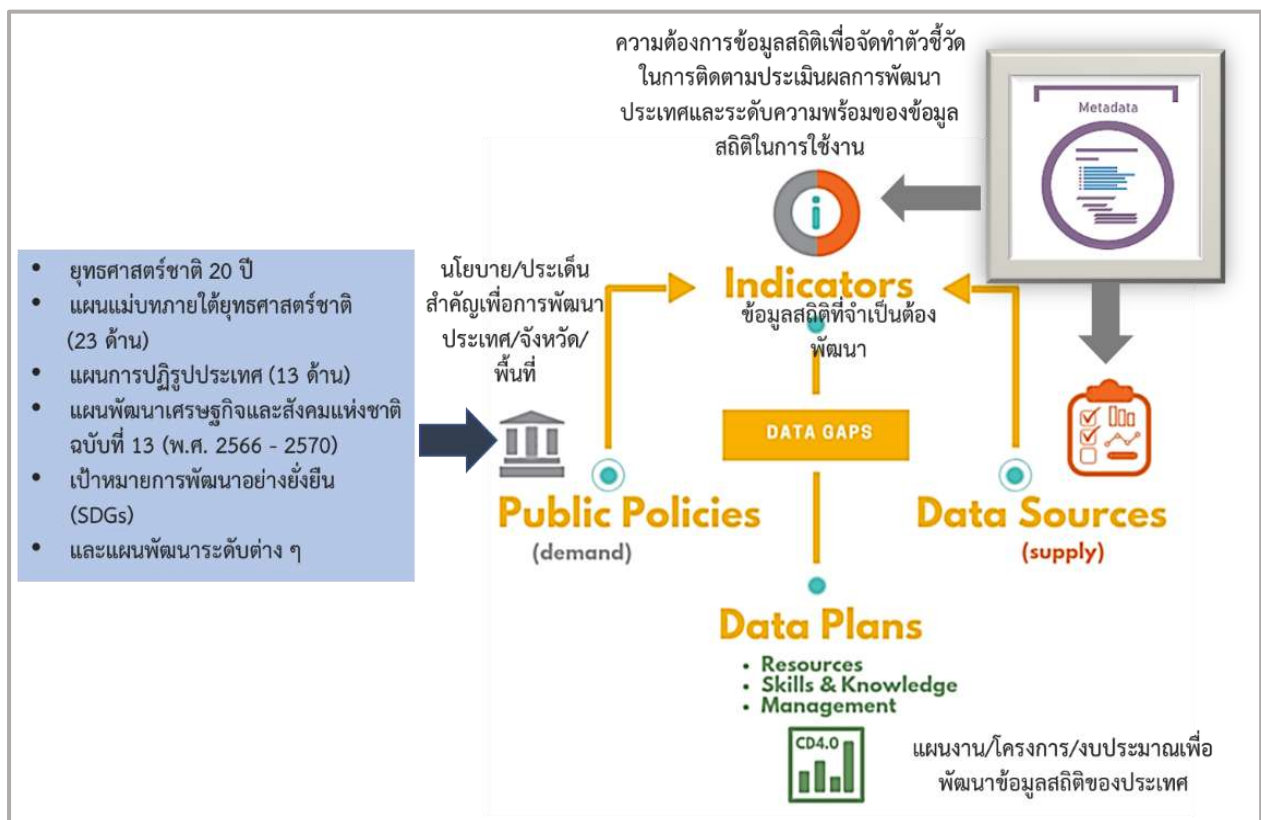 ความต้องการข้อมูลสถิติเพื่อจัดทำตัวชี้วัด
ในการติดตามประเมินผลการพัฒนา
ประเทศและระดับความพร้อมของข้อมูล
สถิติในการใช้งาน
Metadata
i
• ยุทธศาสตร์ชาติ 20 ปี
• แผนแม่บทภายใต้ยุทธศาสตร์ชาติ
(23 ด้าน)
• แผนการปฏิรูปประเทศ (13 ด้าน)
• แผนพัฒนาเศรษฐกิจและสังคมแห่งชาติ
ฉบับที่ 13 (พ.ศ. 2566 - 2570)
• เป้าหมายการพัฒนาอย่างยั่งยืน
(SDGs)
• และแผนพัฒนาระดับต่าง ๆ
นโยบาย/ประเด็น
สำคัญเพื่อการพัฒนา
ประเทศ/จังหวัด/
พื้นที่
Indicators
ข้อมูลสถิติที่จำเป็นต้อง
พัฒนา
DATA GAPS
Public Policies
(demand)
Data Sources
(supply)
Data Plans
• Resources
• Skills & Knowledge
• Management
CD4.0
แผนงาน/โครงการ/งบประมาณเพื่อ
พัฒนาข้อมูลสถิติของประเทศ